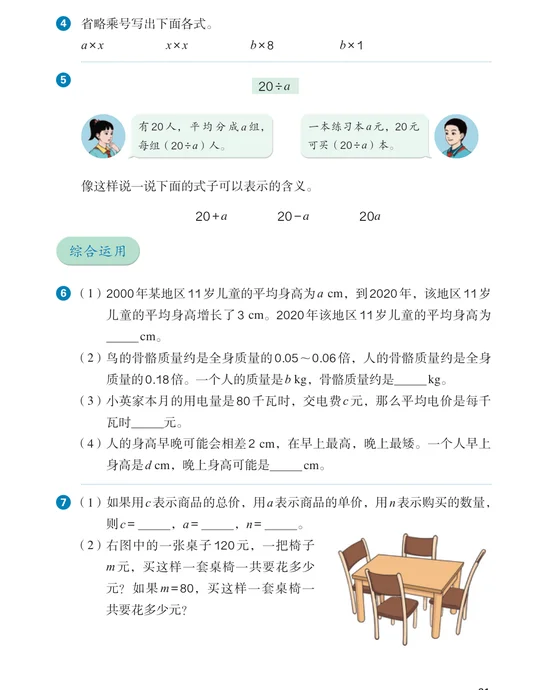 4 省略乘号写出下面各式。
a×x x×x b×8 b×1
5
20÷a
有20人，平均分成a组，
每组（20÷a）人。
一本练习本a元，20元
可买（20÷a）本。
像这样说一说下面的式子可以表示的含义。
20+a 20−a 20a
综合运用
6 （1）2000年某地区11岁儿童的平均身高为a cm，到2020年，该地区11岁
儿童的平均身高增长了3 cm。2020年该地区11岁儿童的平均身高为
_____cm。
（2）鸟的骨骼质量约是全身质量的0.05～0.06倍，人的骨骼质量约是全身
质量的0.18倍。一个人的质量是b kg，骨骼质量约是_____kg。
（3）小英家本月的用电量是80千瓦时，交电费c元，那么平均电价是每千
瓦时_____元。
（4）人的身高早晚可能会相差2 cm，在早上最高，晚上最矮。一个人早上
身高是d cm，晚上身高可能是_____cm。
7 （1）如果用c表示商品的总价，用a表示商品的单价，用n表示购买的数量，
则c=_____，a=_____，n=_____。
（2）右图中的一张桌子120元，一把椅子
m元，买这样一套桌椅一共要花多少
元？如果m=80，买这样一套桌椅一
共要花多少元？